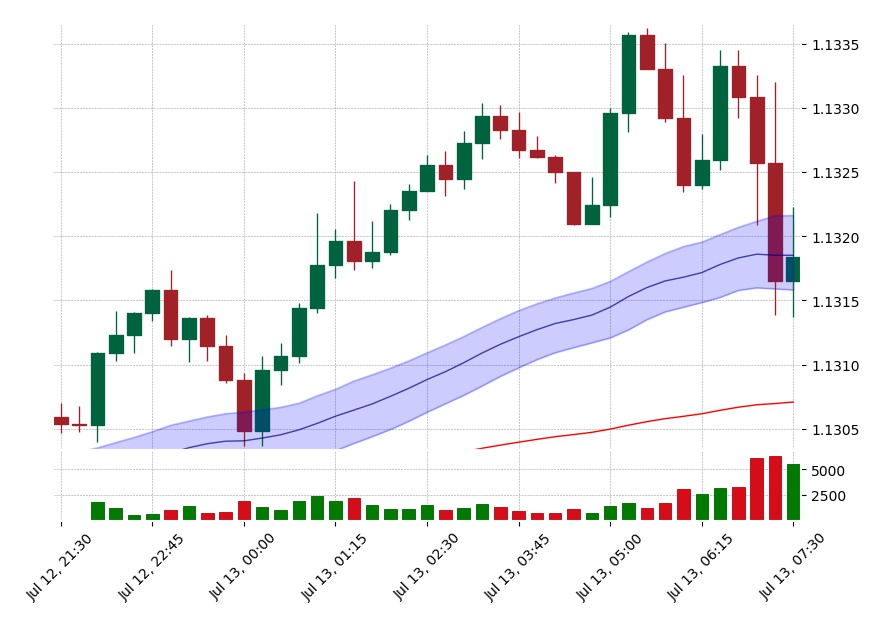 1.1335
1.1330
1.1325
1.1320
1.1315
1.1310
1.1305
5000
2500
Jul 12, 21:30
Jul 12, 22:45
Jul 13, 00:00
Jul 13, 01:15
Jul 13, 02:30
Jul 13, 03:45
Jul 13, 05:00
Jul 13, 06:15
Jul 13, 07:30